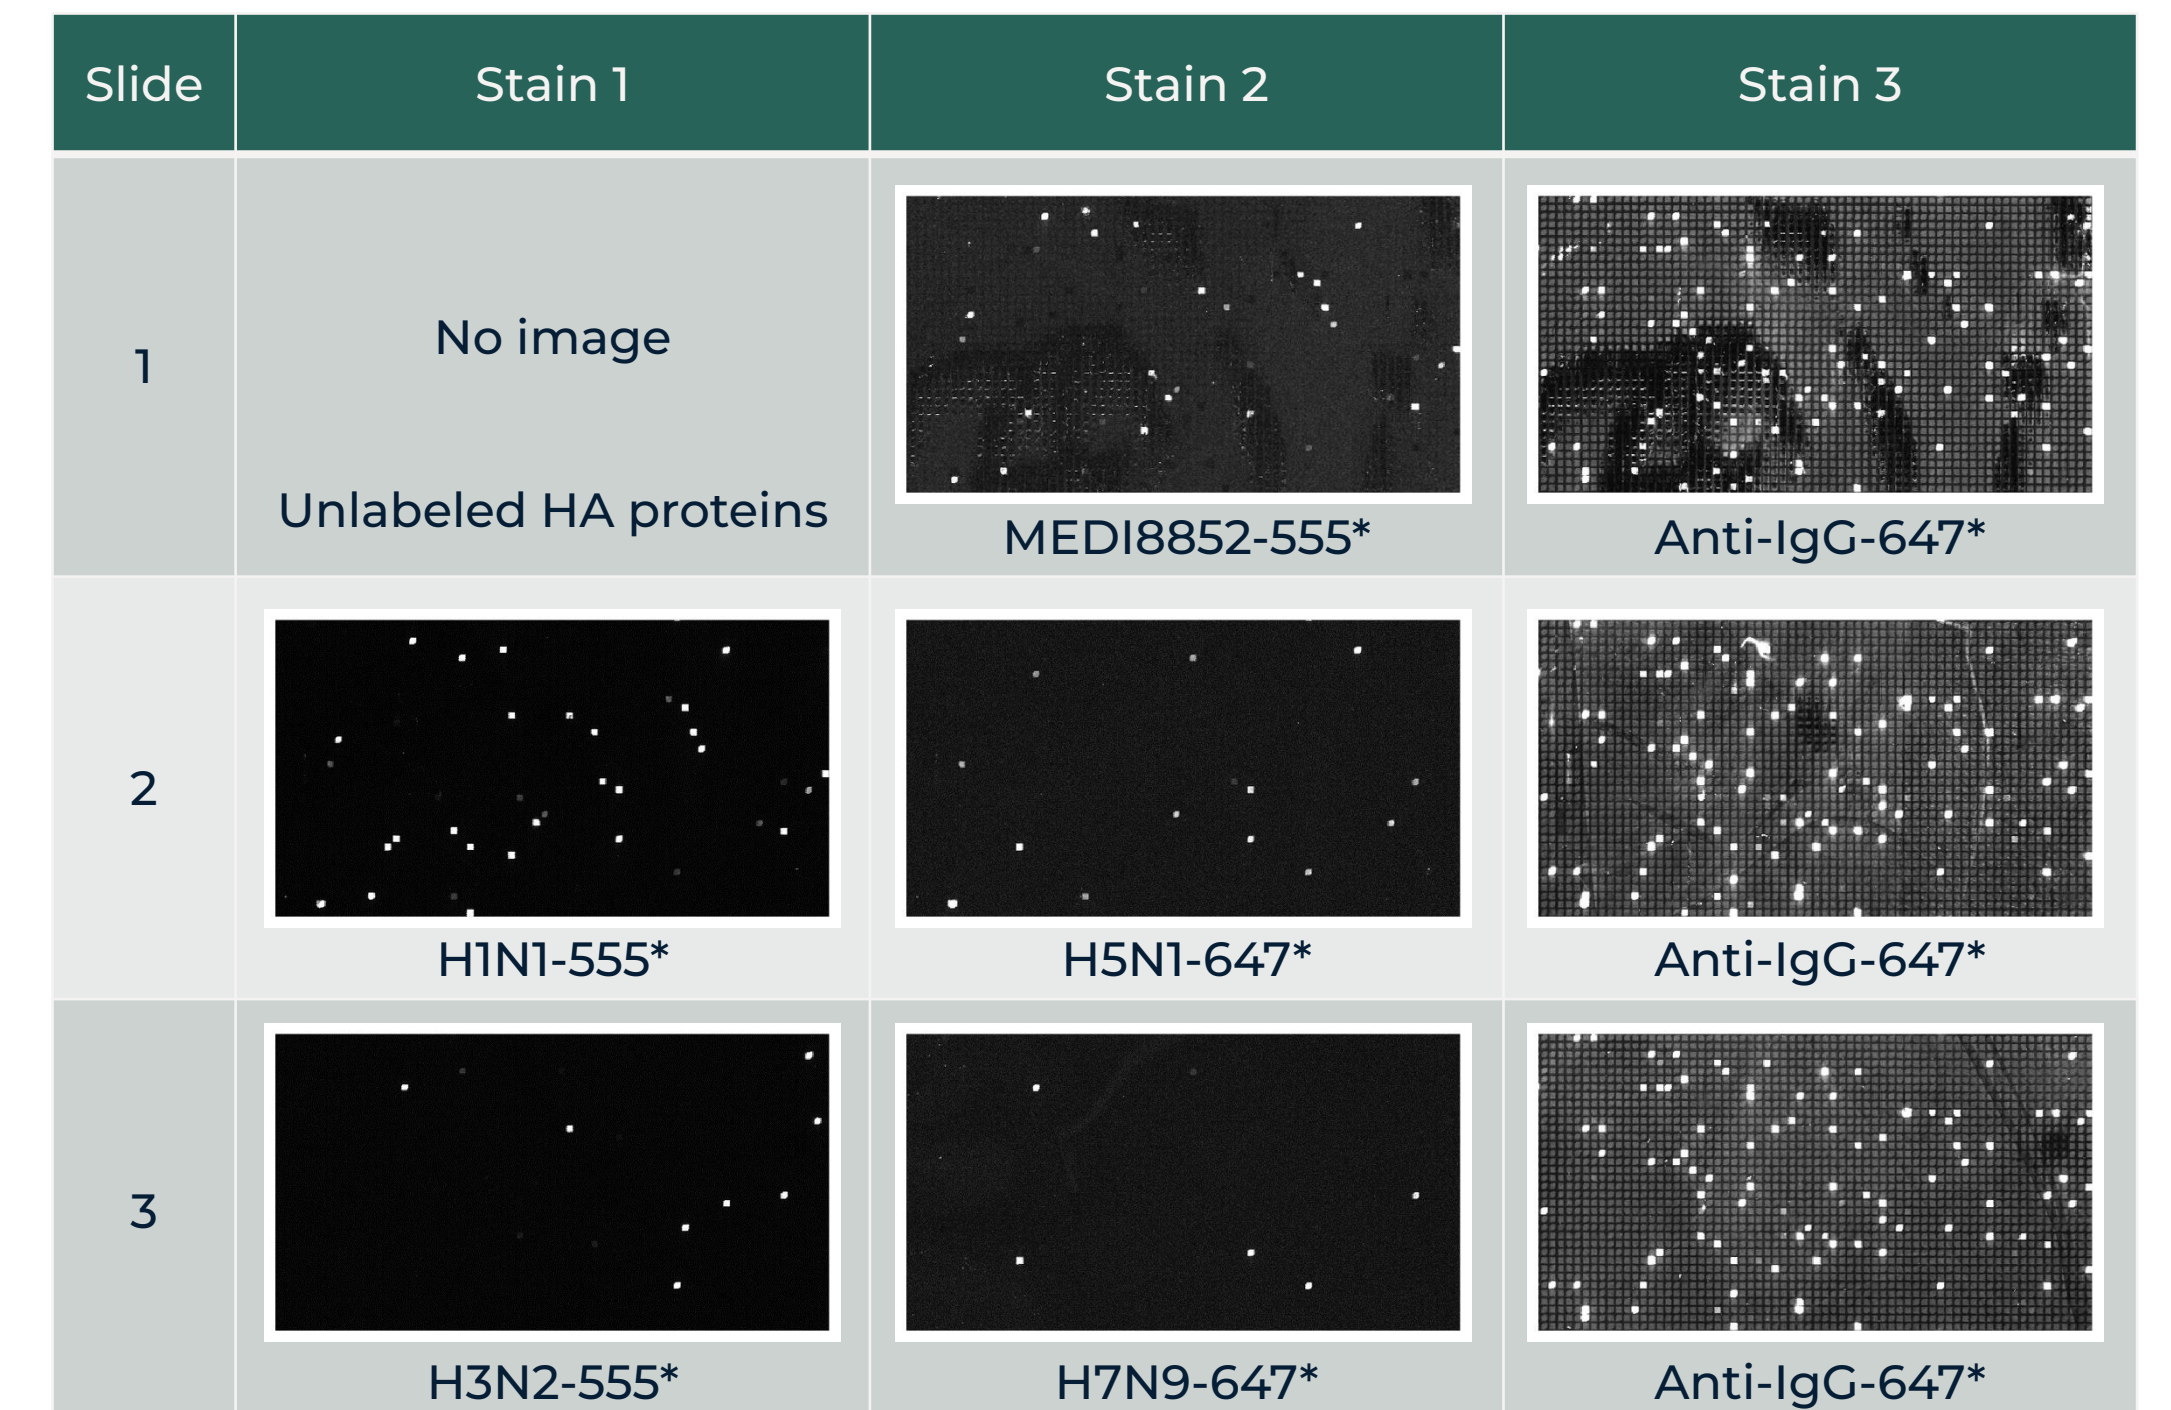 Slide Stain 1 Stain 2 Stain 3
1
No image
Unlabeled HA proteins
MEDI8852-555*
Anti-IgG-647*
2
H1N1-555*
H5N1-647*
Anti-IgG-647*
3
H3N2-555*
H7N9-647*
Anti-IgG-647*